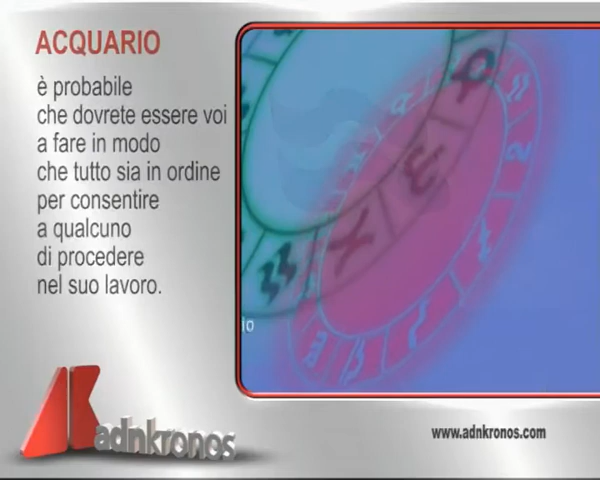 ACQUARIO
è probabile
che dovrete essere voi
a fare in modo
che tutto sia in ordine
per consentire
a qualcuno
di procedere
nel suo lavoro.
lo
adnkronos
www.adnkronos.com